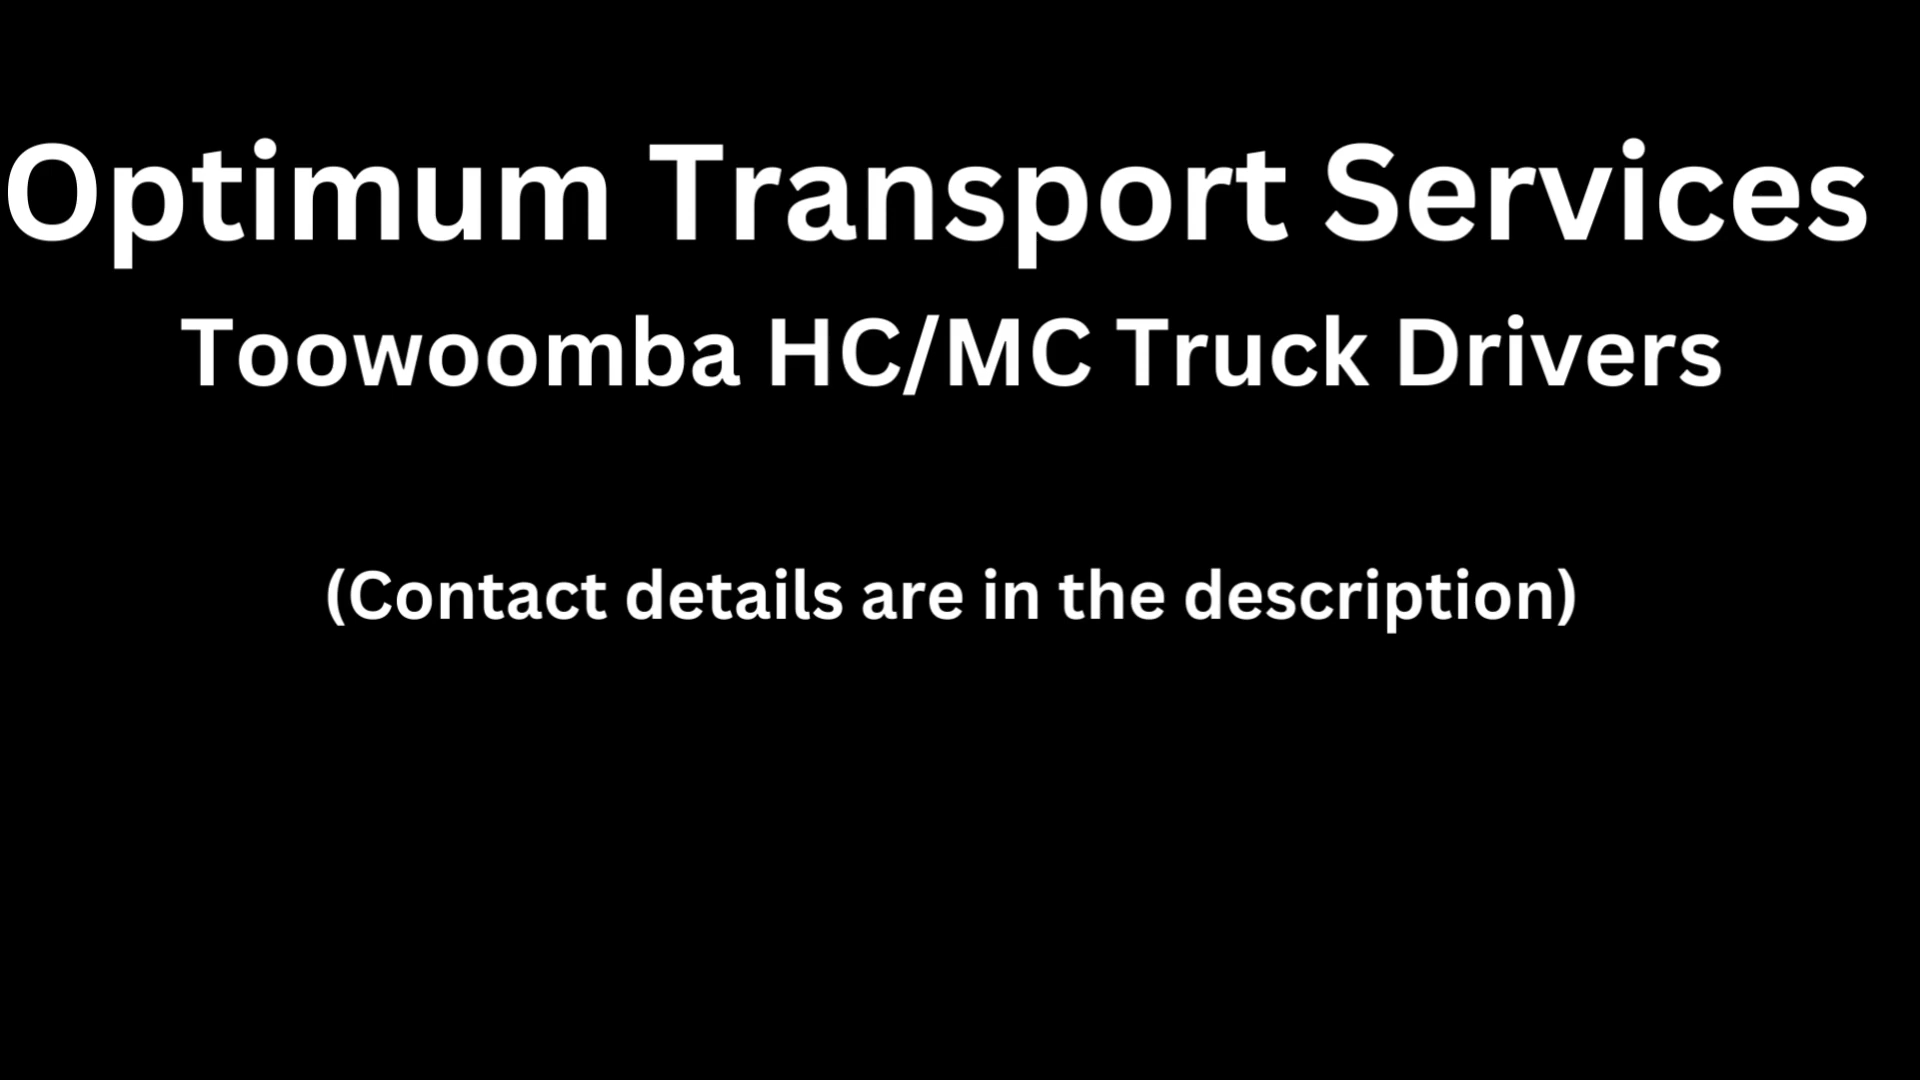 Optimum Transport Services
Toowoomba HC/MC Truck Drivers
(Contact details are in the description)